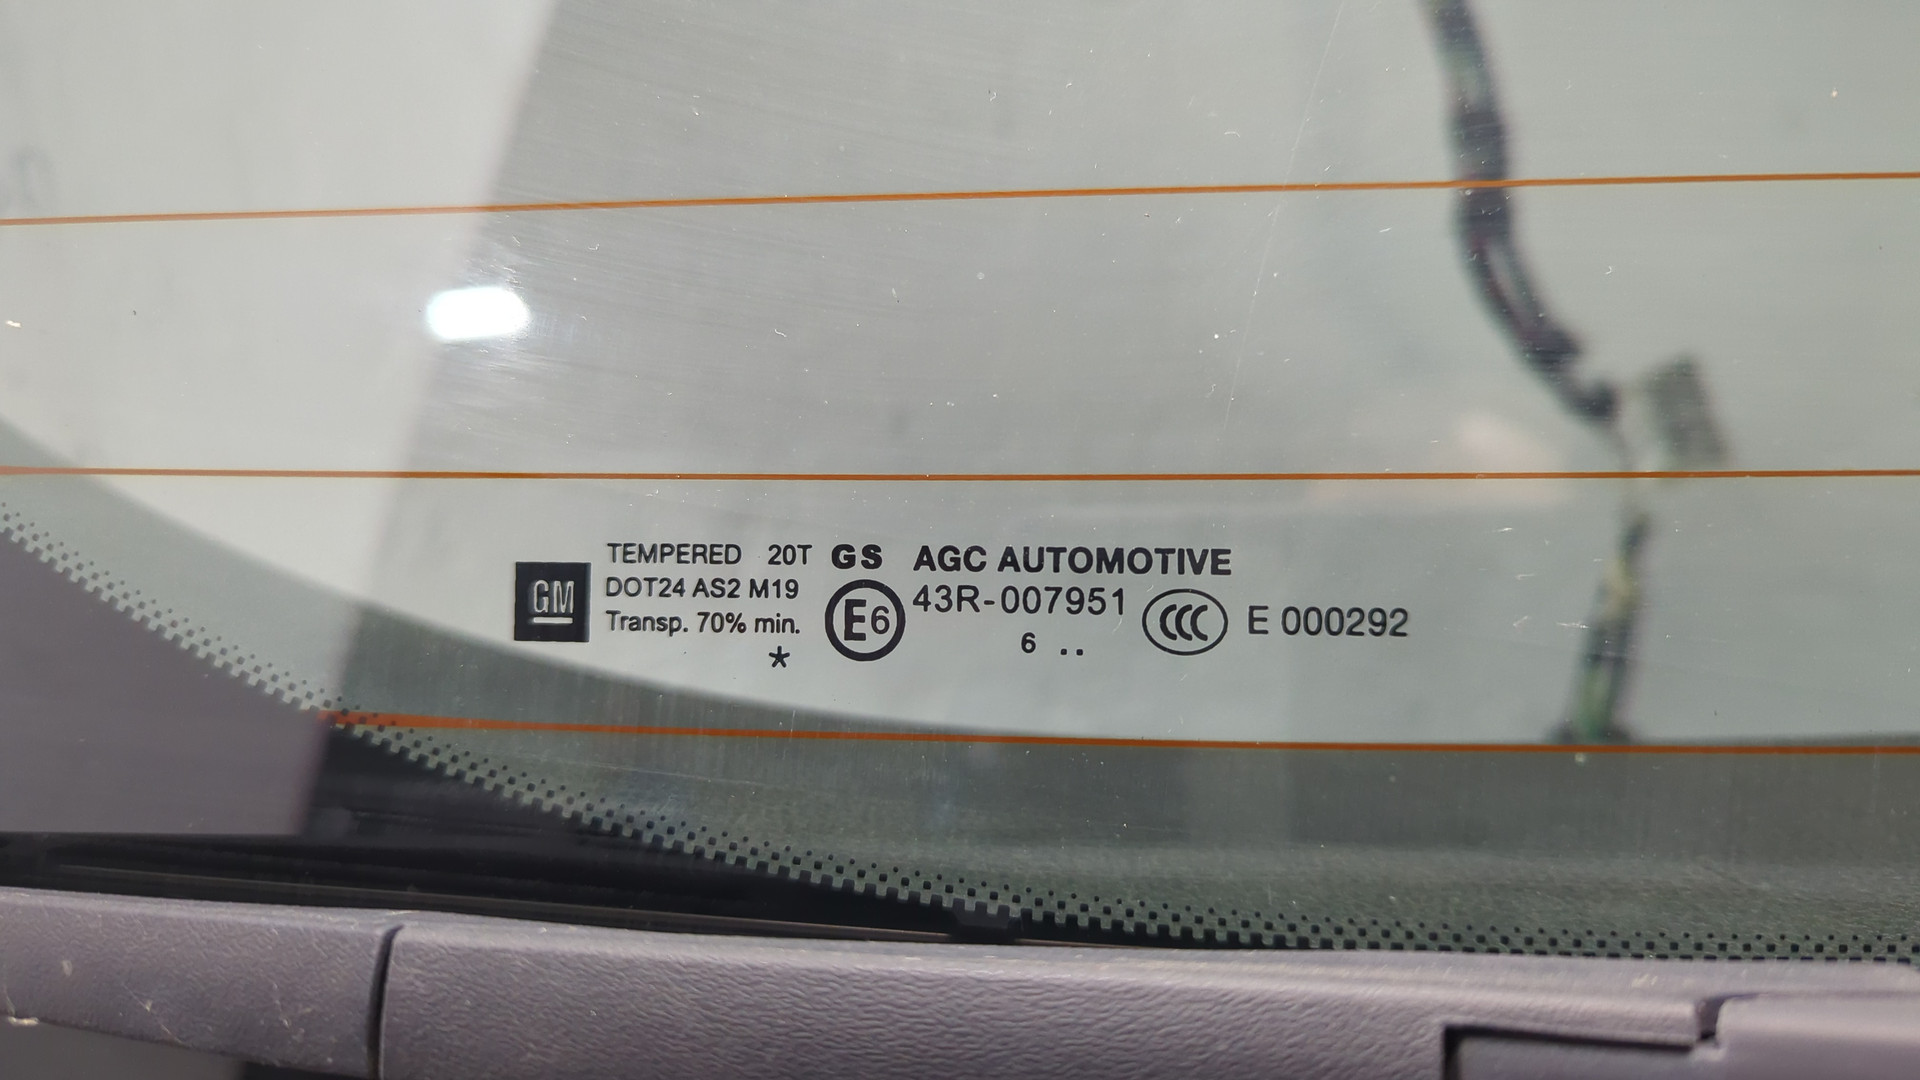 GM
TEMPERED 20T GS AGC AUTOMOTIVE
DOT24 AS2 M19
Transp. 70% min.
*
E6
43R-007951
6 ..
CCC
E 000292